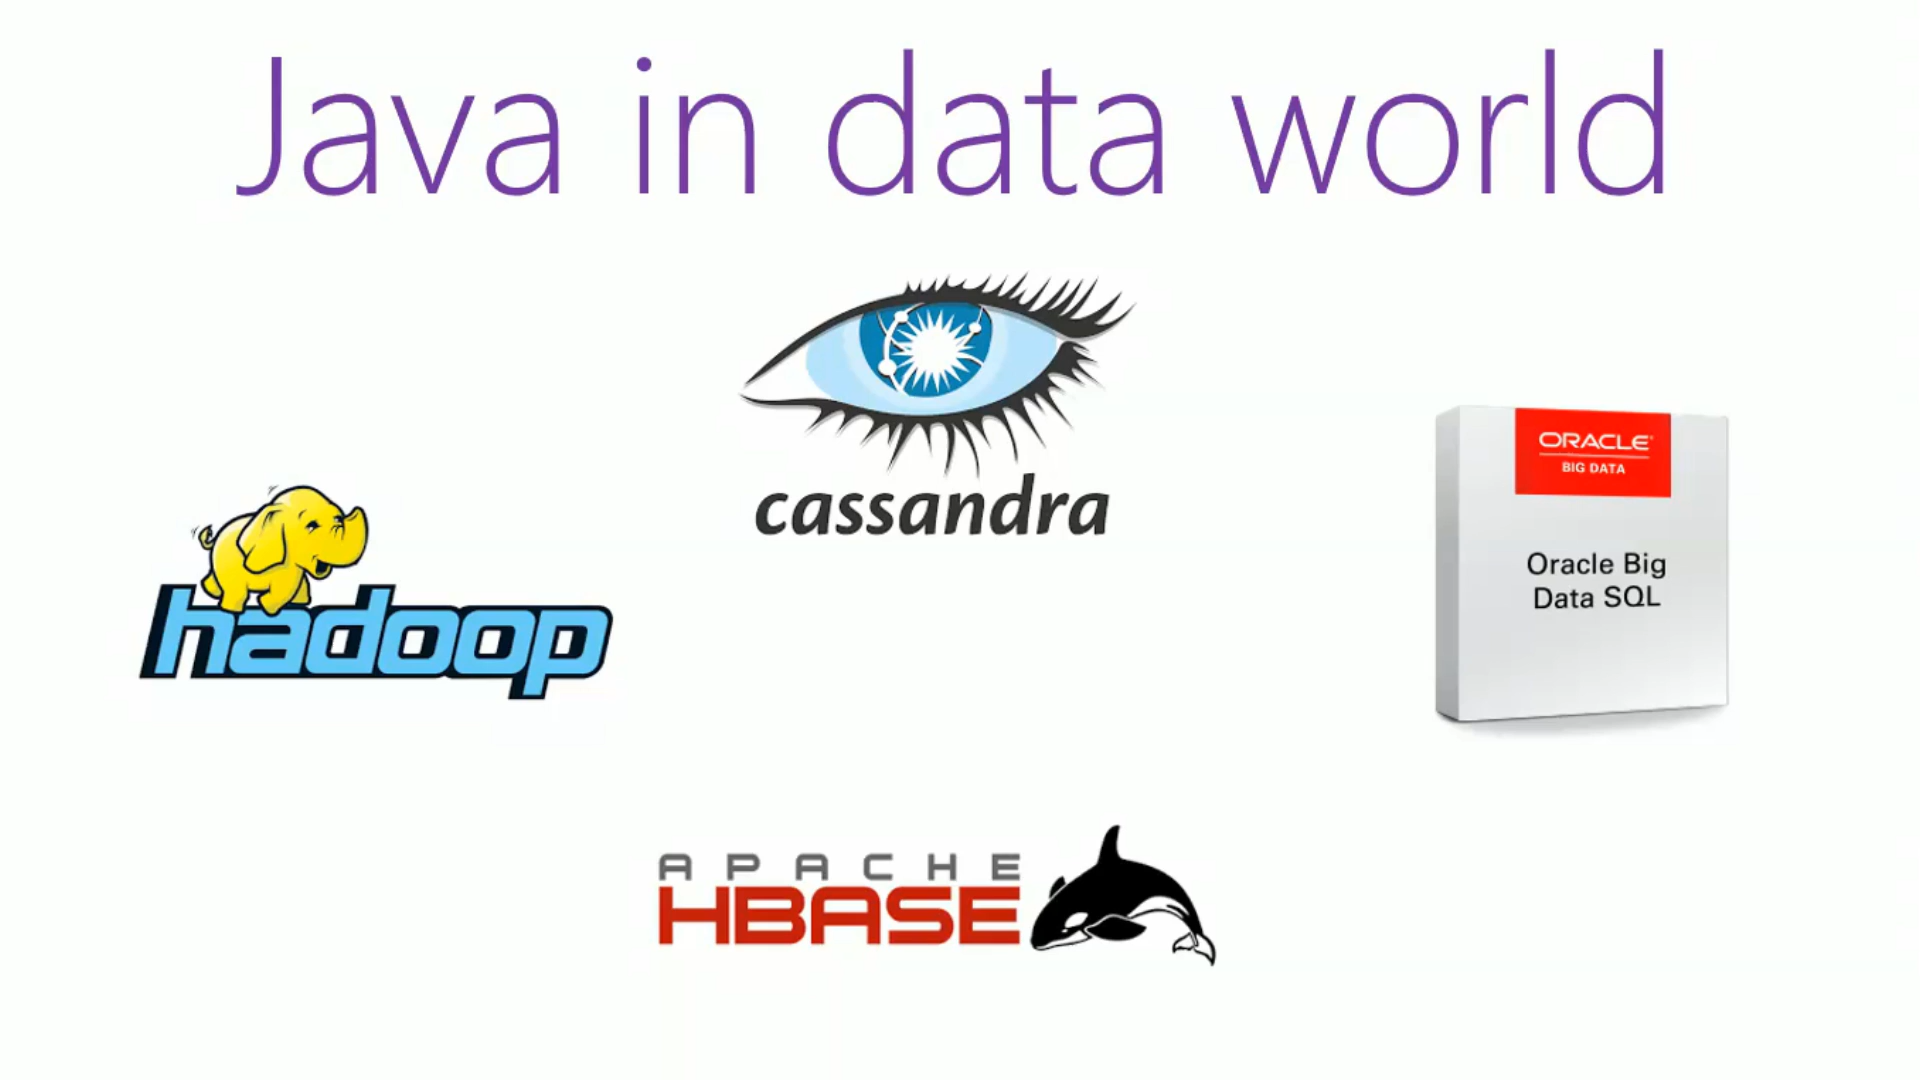 Java in data world
cassandra
ORACLE
BIG DATA
Oracle Big
Data SQL
hadoop
APACHE
HBASE